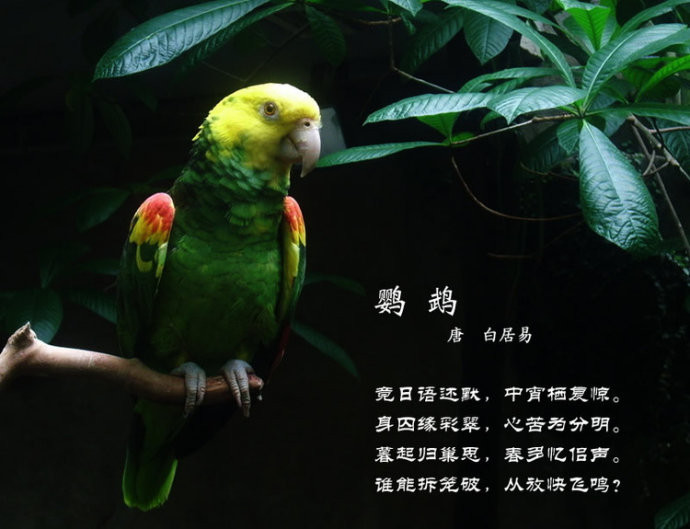 鹦鹉
唐 白居易
竟日语还默，中宵栖复惊。
身囚缘彩翠，心苦为分明。
暮起归巢思，春多忆侣声。
谁能拆笼破，从放快飞鸣？